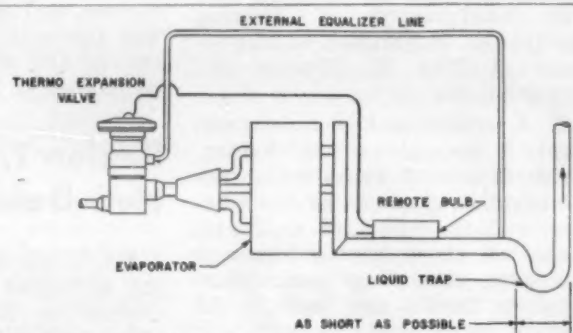 EXTERNAL EQUALIZER LINE
THERMO EXPANSION
VALVE
REMOTE BULB
EVAPORATOR
LIQUID TRAP
AS SHORT AS POSSIBLE